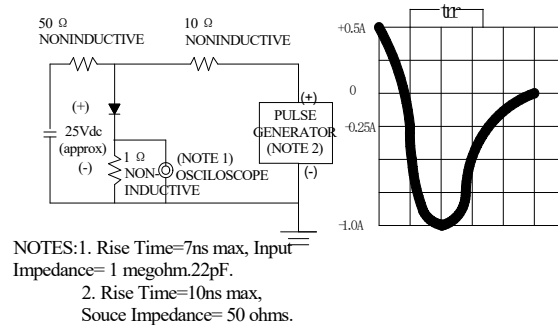 50 Ω
NONINDUCTIVE
10 Ω
NONINDUCTIVE
trr
+0.5A
0
-0.25A
-1.0A
(+)
25Vdc
(approx)
(-)
1 Ω
NON-
INDUCTIVE
(NOTE 1)
OSCILOSCOPE
(+)
PULSE
GENERATOR
(NOTE 2)
(-)
NOTES:1. Rise Time=7ns max, Input
Impedance= 1 megohm.22pF.
2. Rise Time=10ns max,
Souce Impedance= 50 ohms.